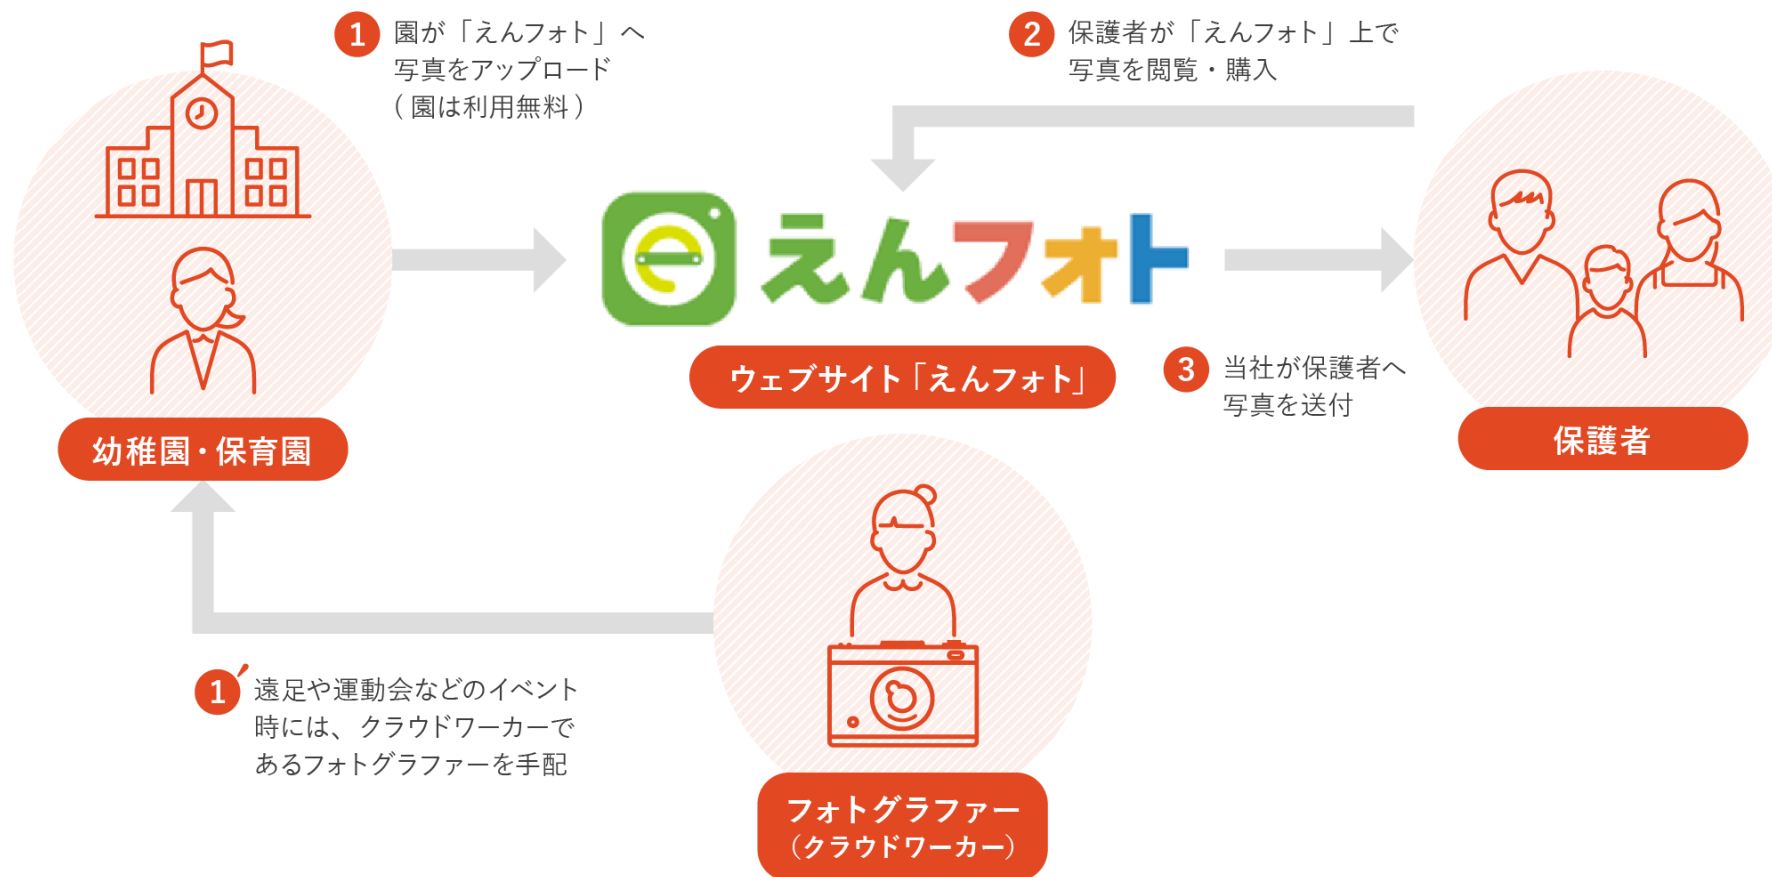 1 園が「えんフォト」へ
写真をアップロード
(園は利用無料)
2 保護者が「えんフォト」上で
写真を閲覧・購入
e えんフォト
ウェブサイト「えんフォト」
3 当社が保護者へ
写真を送付
幼稚園・保育園
保護者
1′ 遠足や運動会などのイベント
時には、クラウドワーカーで
あるフォトグラファーを手配
フォトグラファー
(クラウドワーカー)